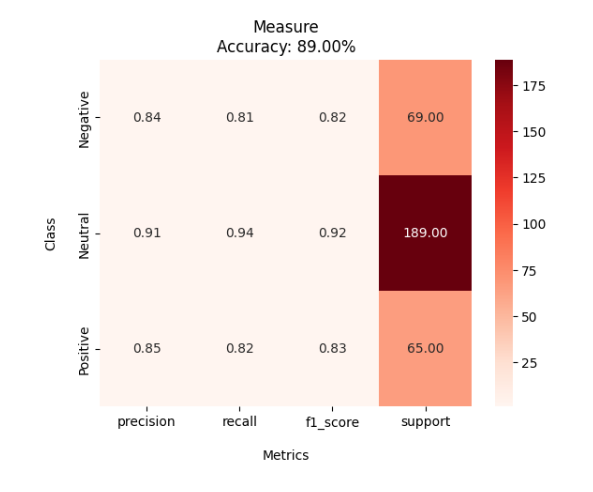 Measure
Accuracy: 89.00%
Negative 0.84 0.81 0.82 69.00
Neutral 0.91 0.94 0.92 189.00
Positive 0.85 0.82 0.83 65.00
precision recall f1_score support
Metrics
Class
175
150
125
100
75
50
25